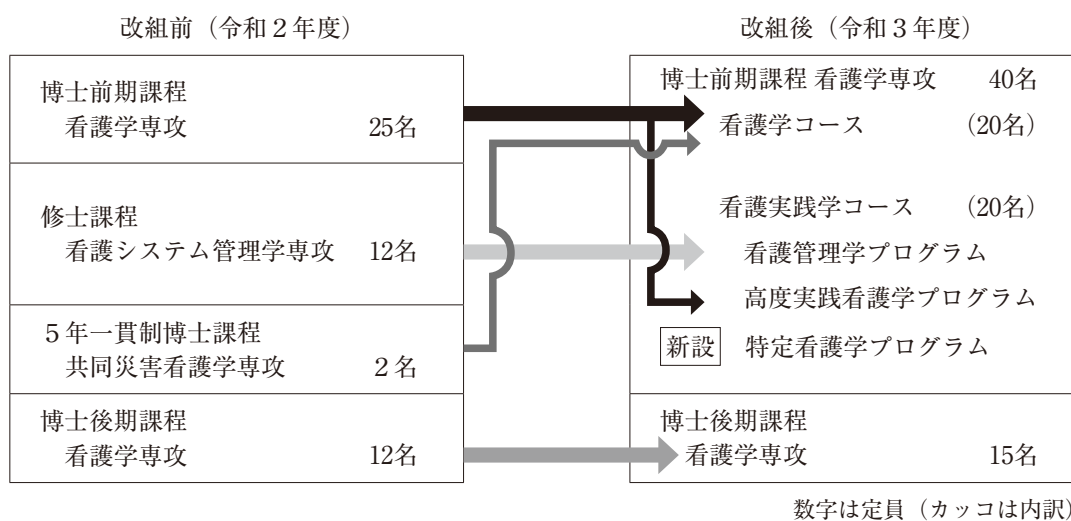 改組前（令和２年度）
博士前期課程
看護学専攻 25名
修士課程
看護システム管理学専攻 12名
５年一貫制博士課程
共同災害看護学専攻 ２名
博士後期課程
看護学専攻 12名
改組後（令和３年度）
博士前期課程 看護学専攻 40名
看護学コース （20名）
看護実践学コース （20名）
看護管理学プログラム
高度実践看護学プログラム
新設 特定看護学プログラム
博士後期課程
看護学専攻 15名
数字は定員（カッコは内訳）